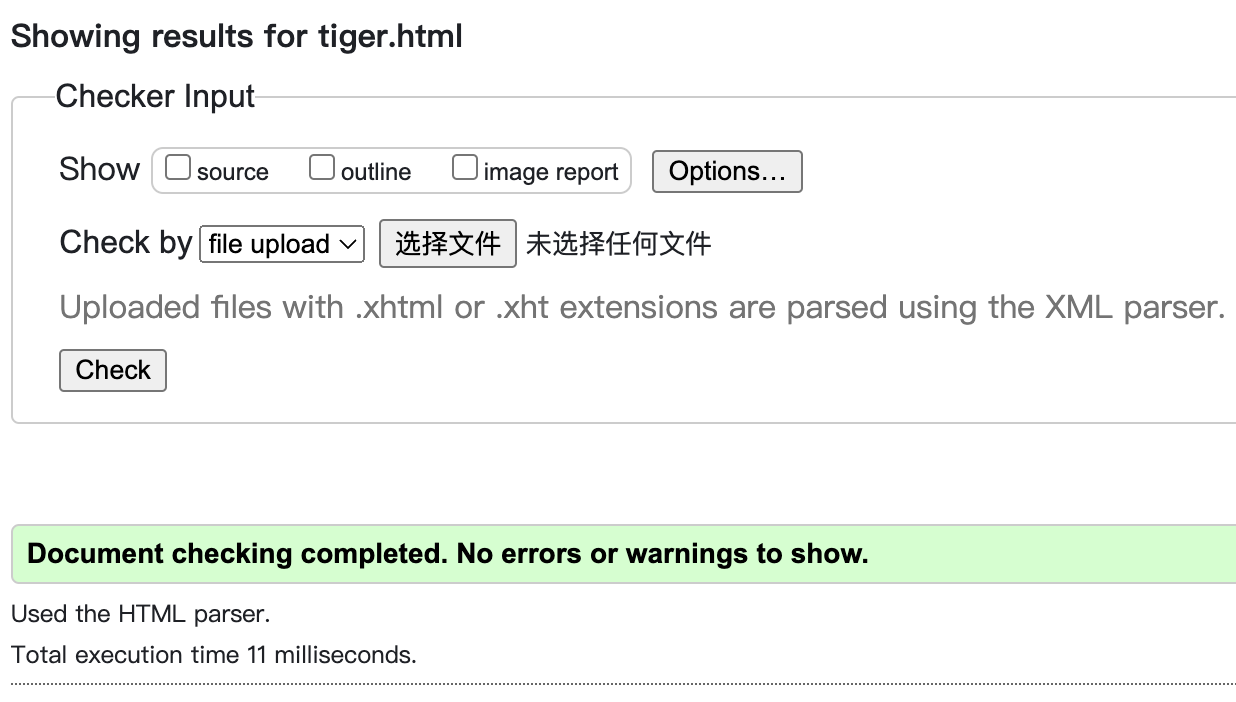 Showing results for tiger.html
Checker Input
Show source outline image report Options…
Check by file upload 选择文件 未选择任何文件
Uploaded files with .xhtml or .xht extensions are parsed using the XML parser.
Check
Document checking completed. No errors or warnings to show.
Used the HTML parser.
Total execution time 11 milliseconds.